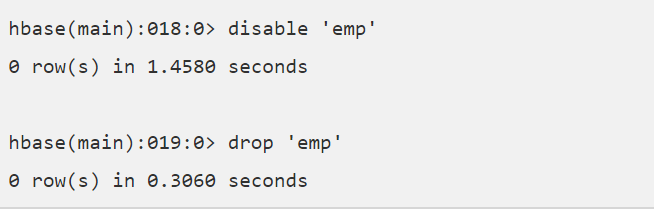 hbase(main):018:0> disable 'emp'
0 row(s) in 1.4580 seconds
hbase(main):019:0> drop 'emp'
0 row(s) in 0.3060 seconds